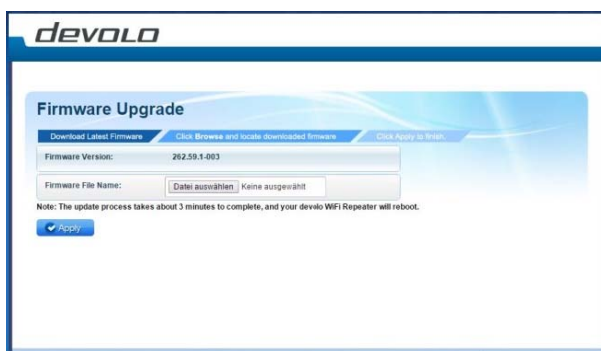 devolo
Firmware Upgrade
Download Latest Firmware Click Browse and locate downloaded firmware Click Apply to finish.
Firmware Version: 262.59.1-003
Firmware File Name: Datei auswählen Keine ausgewählt
Note: The update process takes about 3 minutes to complete, and your devolo WiFi Repeater will reboot.
Apply